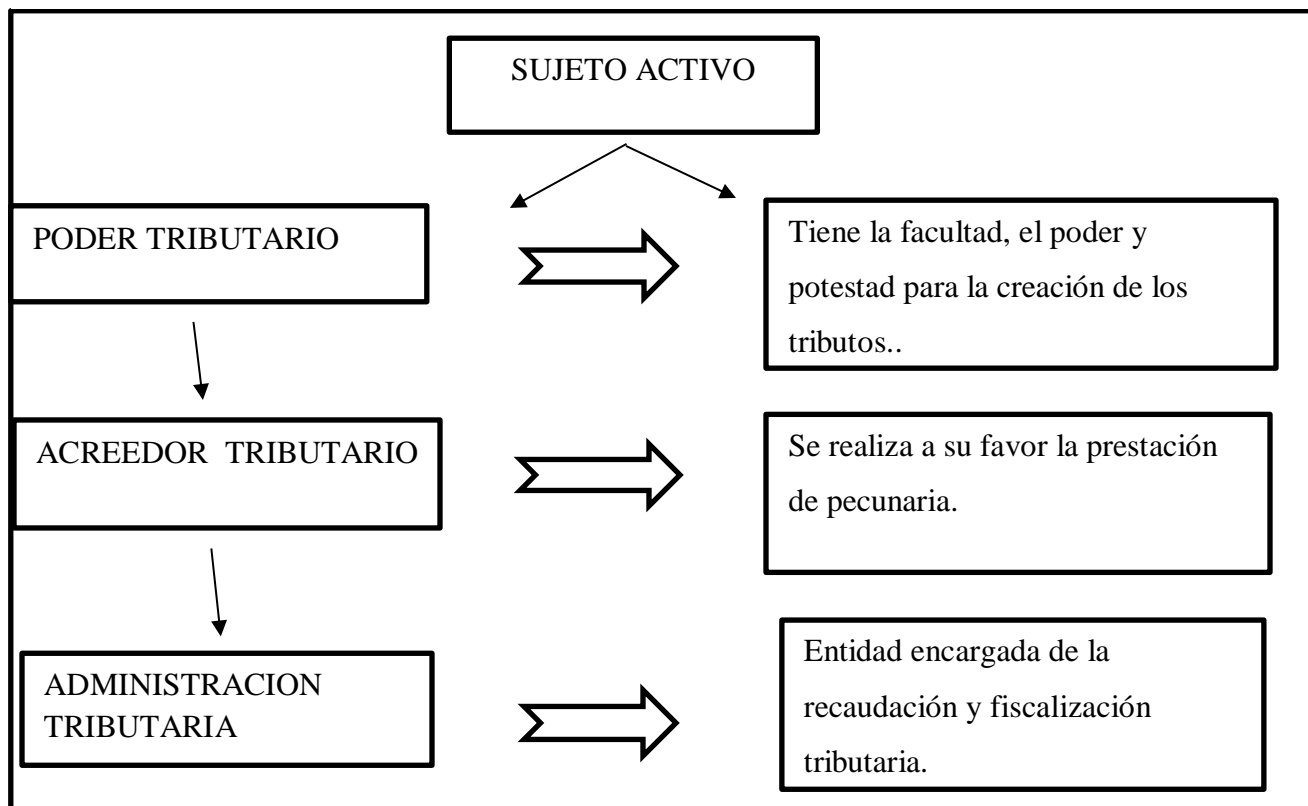 SUJETO ACTIVO
PODER TRIBUTARIO
Tiene la facultad, el poder y
potestad para la creación de los
tributos..
ACREEDOR TRIBUTARIO
Se realiza a su favor la prestación
de pecunaria.
ADMINISTRACION
TRIBUTARIA
Entidad encargada de la
recaudación y fiscalización
tributaria.